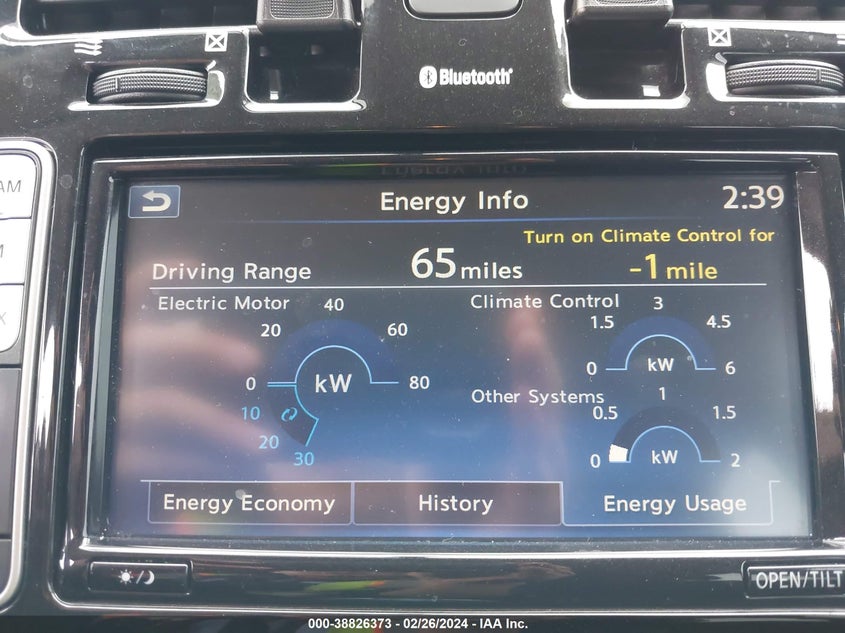 Bluetooth
AM
Energy Info
2:39
Turn on Climate Control for
Driving Range 65 miles -1 mile
Electric Motor
40
20 60
0 kW 80
10
20
30
Climate Control
3
1.5 4.5
0 kW 6
Other Systems
1
0.5 1.5
0 kW 2
Energy Economy History Energy Usage
OPEN/TILT
000-38826373 - 02/26/2024 - IAA Inc.